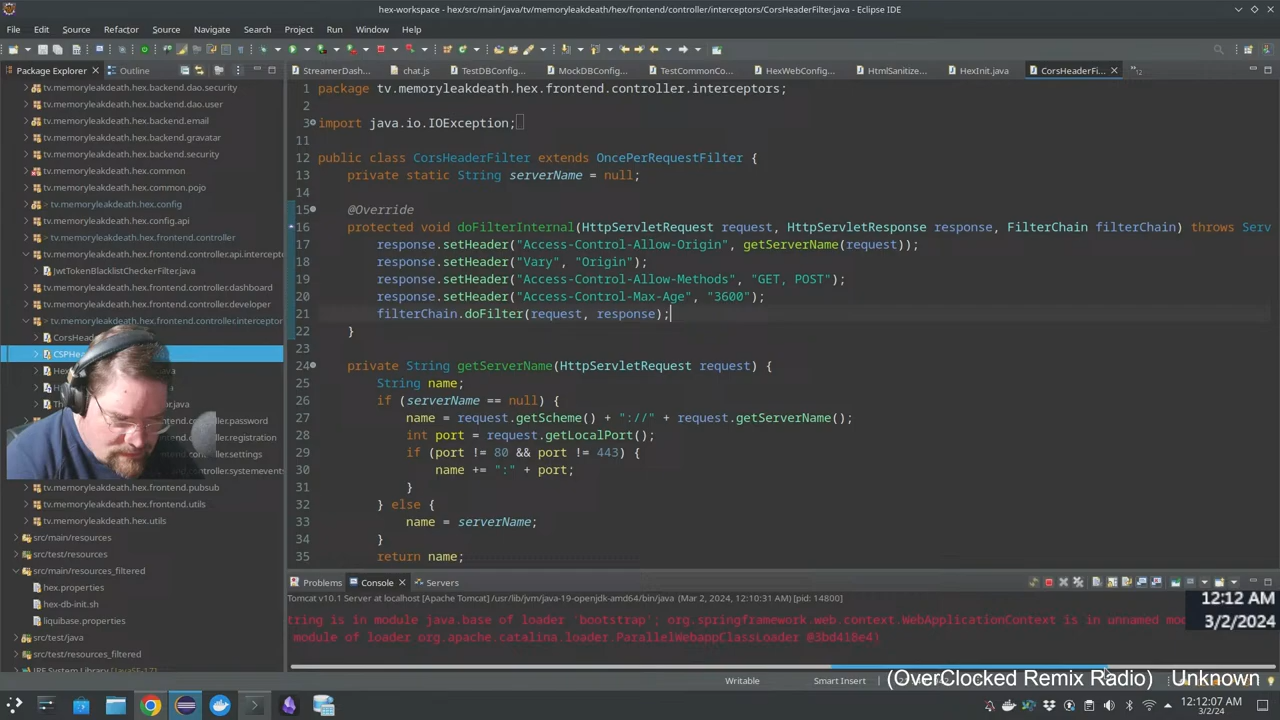 hex-workspace - hex/src/main/java/tv/memoryleakdeath/hex/frontend/controller/interceptors/CorsHeaderFilter.java - Eclipse IDE
File Edit Source Refactor Source Navigate Search Project Run Window Help
Package Explorer Outline
StreamerDash... chat.js TestDBConfig... MockDBConfig... TestCommonCo... HexWebConfig... HtmlSanitize... HexInit.java CorsHeaderFi... 12
tv.memoryleakdeath.hex.backend.dao.security
tv.memoryleakdeath.hex.backend.dao.user
tv.memoryleakdeath.hex.backend.email
tv.memoryleakdeath.hex.backend.gravatar
tv.memoryleakdeath.hex.backend.security
tv.memoryleakdeath.hex.common
tv.memoryleakdeath.hex.common.pojo
tv.memoryleakdeath.hex.config
tv.memoryleakdeath.hex.config.api
tv.memoryleakdeath.hex.frontend.controller
tv.memoryleakdeath.hex.frontend.controller.api.interceptc
JwtTokenBlacklistCheckerFilter.java
tv.memoryleakdeath.hex.frontend.controller.dashboard
tv.memoryleakdeath.hex.frontend.controller.developer
tv.memoryleakdeath.hex.frontend.controller.interceptor
CorsHead
CSPHe
.java
frontend.controller.password
.controller.registration
.controller.settings
.controller.systemevents
tv.memoryleakdeath.hex.frontend.pubsub
tv.memoryleakdeath.hex.frontend.utils
tv.memoryleakdeath.hex.utils
src/main/resources
src/test/resources
src/main/resources_filtered
hex.properties
hex-db-init.sh
liquibase.properties
src/test/java
src/test/resources_filtered
JRE System Library [JavaSE-17]
1 package tv.memoryleakdeath.hex.frontend.controller.interceptors;
2
3 import java.io.IOException;
11
12 public class CorsHeaderFilter extends OncePerRequestFilter {
13 private static String serverName = null;
14
15 @Override
16 protected void doFilterInternal(HttpServletRequest request, HttpServletResponse response, FilterChain filterChain) throws Serv
17 response.setHeader("Access-Control-Allow-Origin", getServerName(request));
18 response.setHeader("Vary", "Origin");
19 response.setHeader("Access-Control-Allow-Methods", "GET, POST");
20 response.setHeader("Access-Control-Max-Age", "3600");
21 filterChain.doFilter(request, response);
22 }
23
24 private String getServerName(HttpServletRequest request) {
25 String name;
26 if (serverName == null) {
27 name = request.getScheme() + "://" + request.getServerName();
28 int port = request.getLocalPort();
29 if (port != 80 && port != 443) {
30 name += ":" + port;
31 }
32 } else {
33 name = serverName;
34 }
35 return name;
Problems Console Services
Tomcat v10.1 Server at localhost [Apache Tomcat] /usr/lib/jvm/java-19-openjdk-amd64/bin/java (Mar 2, 2024, 12:10:31 AM) [pid: 14800]
tring is in module java.base of loader 'bootstrap'; org.springframework.web.context.WebApplicationContext is in unnamed mod
module of loader org.apache.catalina.loader.ParallelWebappClassLoader @3bd418e4)
12:12 AM
3/2/2024
Writable Smart Insert
(OverClocked Remix Radio) Unknown
12:12:07 AM
3/2/24